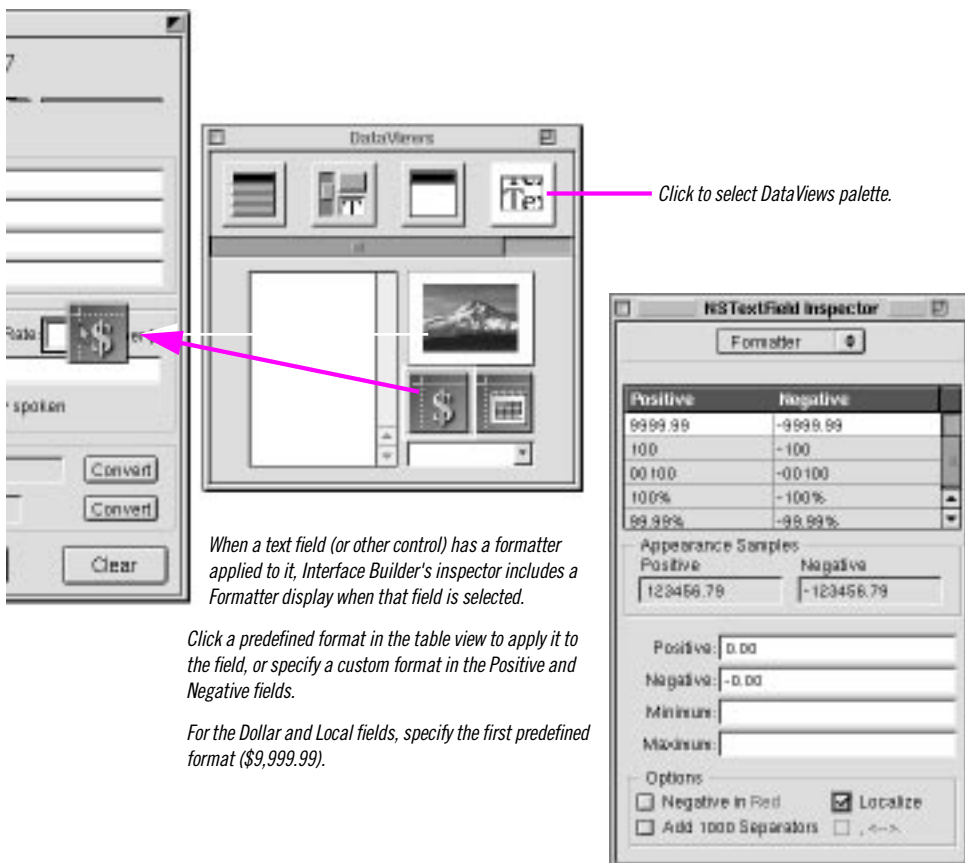 7
DataViews
Click to select DataViews palette.
Rate:
$
er
spoken
Convert
Convert
Clear
$
When a text field (or other control) has a formatter
applied to it, Interface Builder's inspector includes a
Formatter display when that field is selected.
Click a predefined format in the table view to apply it to
the field, or specify a custom format in the Positive and
Negative fields.
For the Dollar and Local fields, specify the first predefined
format ($9,999.99).
NSTextField Inspector
Formatter
Positive Negative
9999.99 -9999.99
100 -100
00100 -00100
100% -100%
99.99% -99.99%
Appearance Samples
Positive Negative
123456.79 -123456.79
Positive: 0.00
Negative: -0.00
Minimum:
Maximum:
Options
Negative in Red Localize
Add 1000 Separators , <-->.